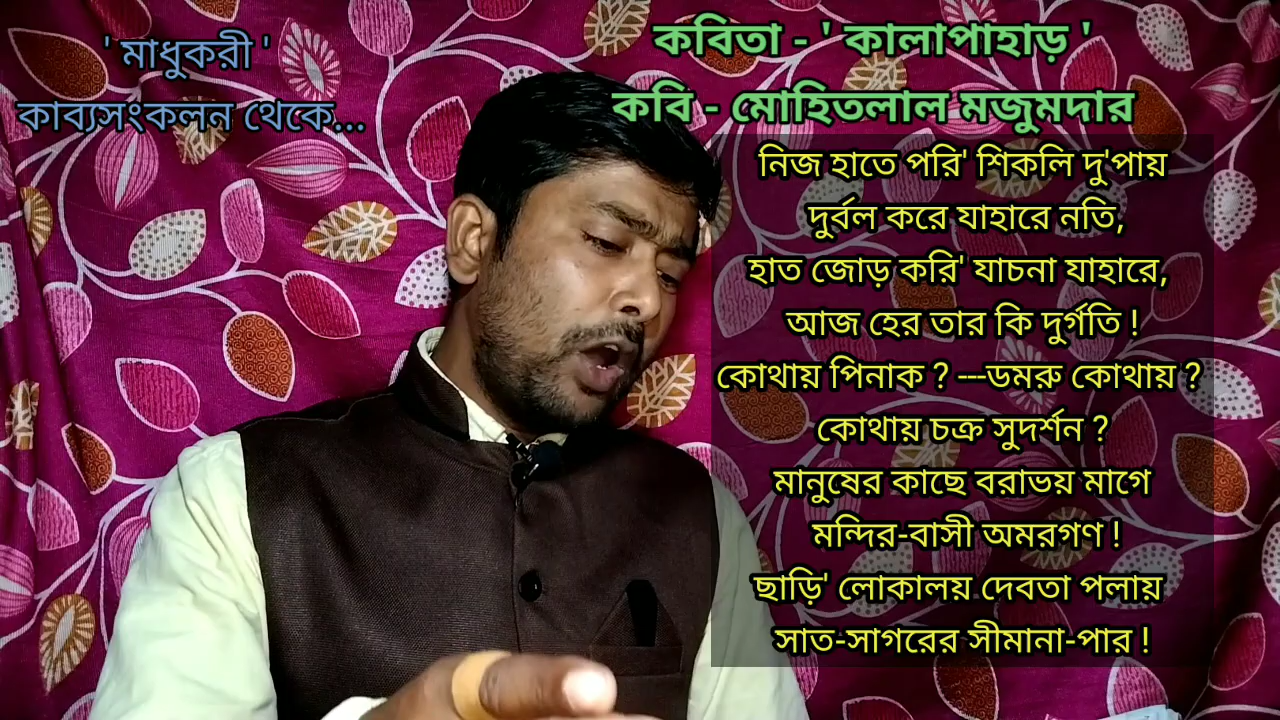 ' মাধুকরী '
কাব্যসংকলন থেকে...
কবিতা - ' কালাপাহাড় '
কবি - মোহিতলাল মজুমদার
নিজ হাতে পরি' শিকলি দু'পায়
দুর্বল করে যাহারে নতি,
হাত জোড় করি' যাচনা যাহারে,
আজ হের তার কি দুর্গতি !
কোথায় পিনাক ? ---ডমরু কোথায় ?
কোথায় চক্র সুদর্শন ?
মানুষের কাছে বরাভয় মাগে
মন্দির-বাসী অমরগণ !
ছাড়ি' লোকালয় দেবতা পলায়
সাত-সাগরের সীমানা-পার !